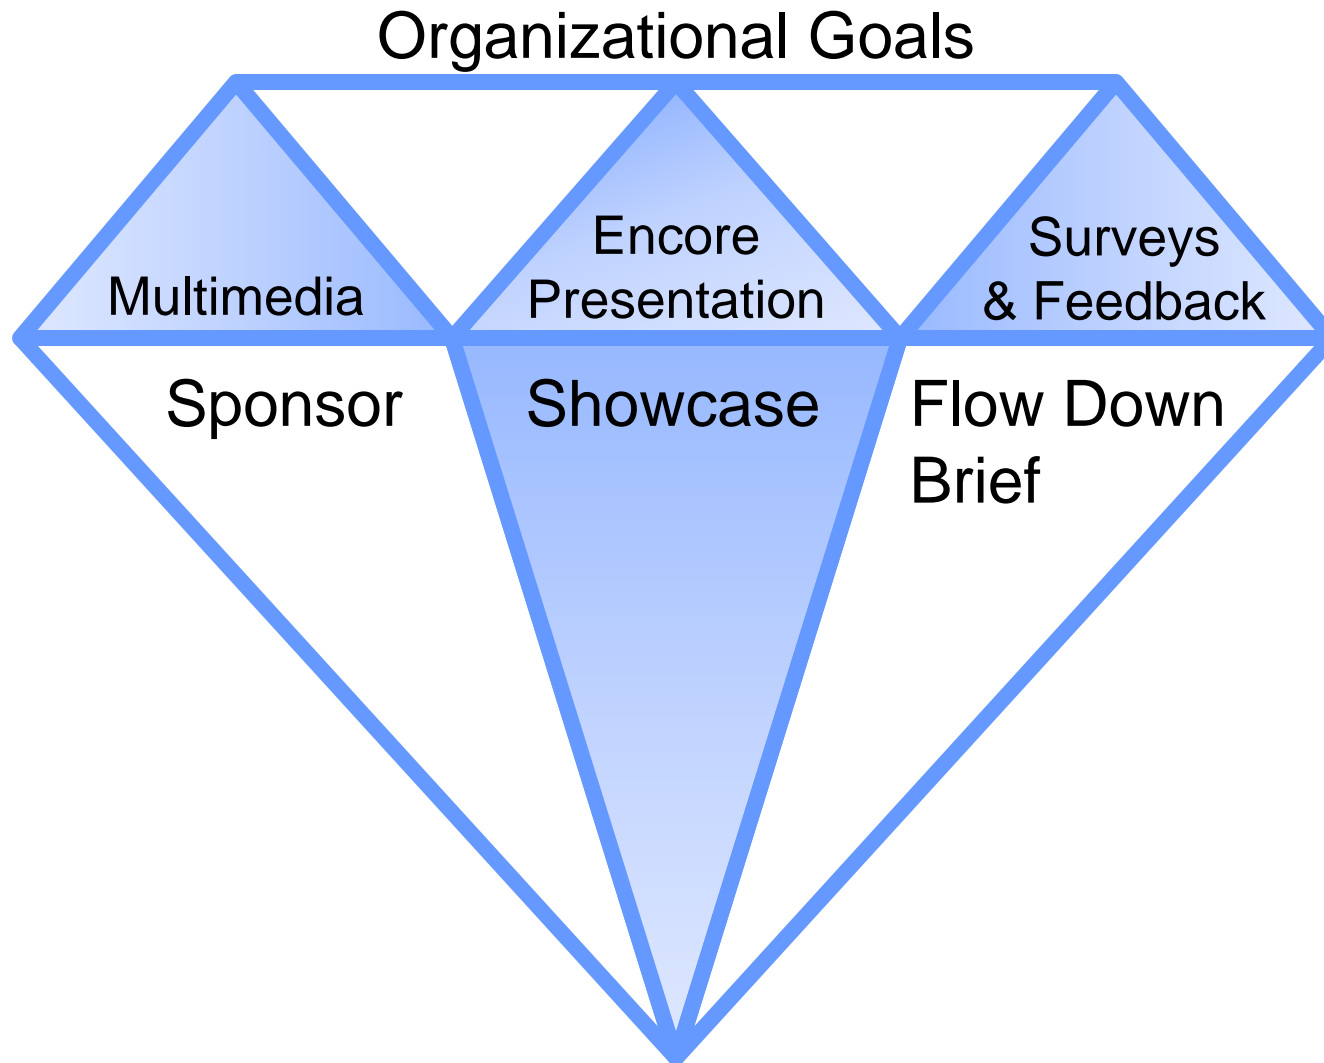 Organizational Goals
Multimedia
Encore
Presentation
Surveys
& Feedback
Sponsor
Showcase
Flow Down
Brief